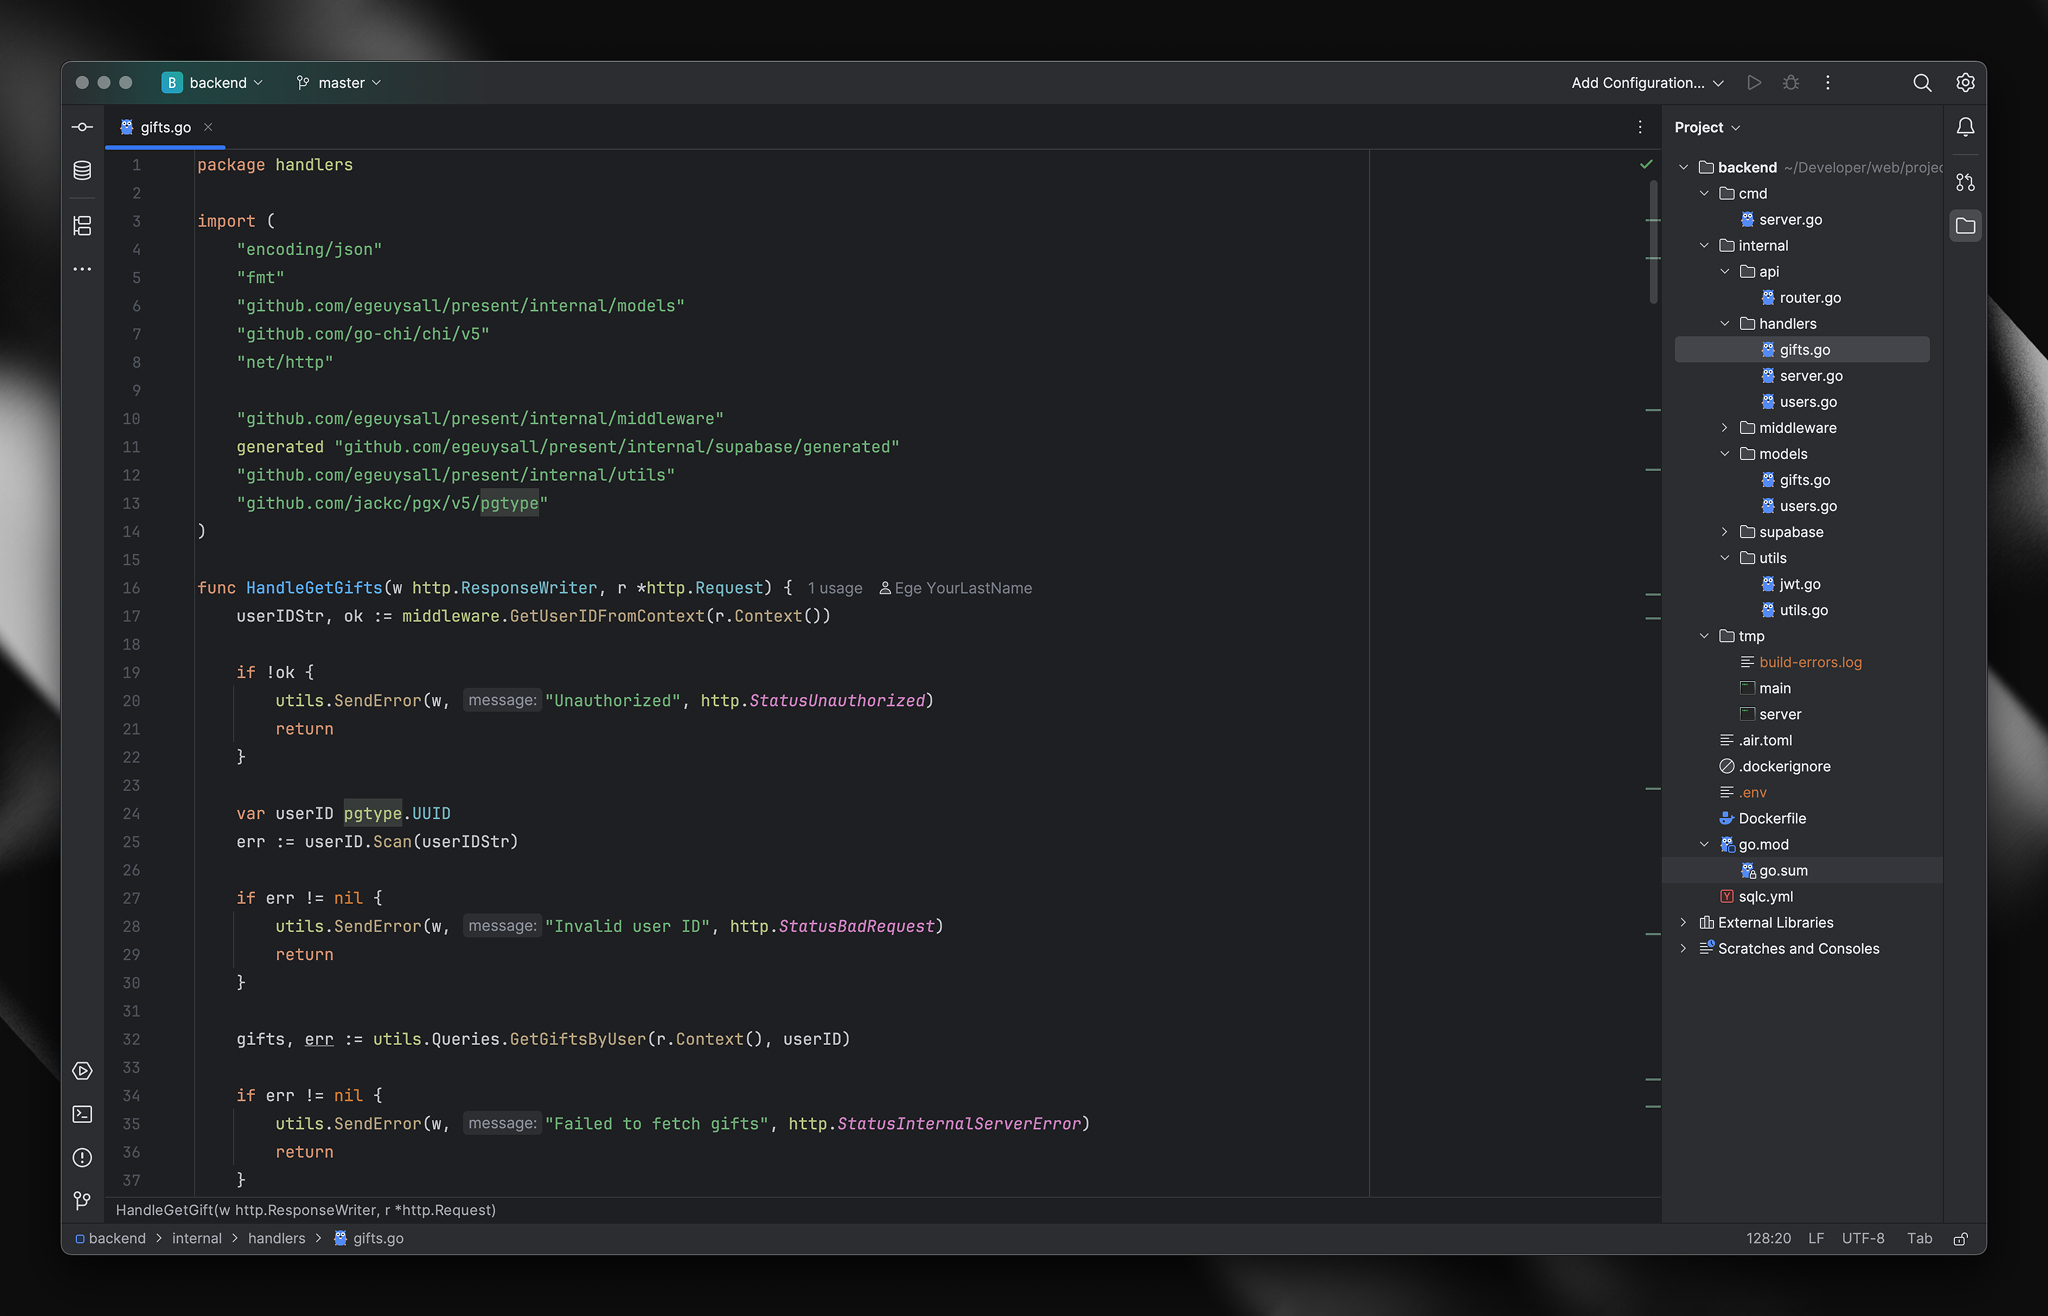 B backend master Add Configuration...
gifts.go
Project
1 package handlers
2
3 import (
4 "encoding/json"
5 "fmt"
6 "github.com/egeuysall/present/internal/models"
7 "github.com/go-chi/chi/v5"
8 "net/http"
9
10 "github.com/egeuysall/present/internal/middleware"
11 generated "github.com/egeuysall/present/internal/supabase/generated"
12 "github.com/egeuysall/present/internal/utils"
13 "github.com/jackc/pgx/v5/pgtype"
14 )
15
16 func HandleGetGifts(w http.ResponseWriter, r *http.Request) { 1 usage Ege YourLastName
17 userIDStr, ok := middleware.GetUserIDFromContext(r.Context())
18
19 if !ok {
20 utils.SendError(w, message: "Unauthorized", http.StatusUnauthorized)
21 return
22 }
23
24 var userID pgtype.UUID
25 err := userID.Scan(userIDStr)
26
27 if err != nil {
28 utils.SendError(w, message: "Invalid user ID", http.StatusBadRequest)
29 return
30 }
31
32 gifts, err := utils.Queries.GetGiftsByUser(r.Context(), userID)
33
34 if err != nil {
35 utils.SendError(w, message: "Failed to fetch gifts", http.StatusInternalServerError)
36 return
37 }
HandleGetGift(w http.ResponseWriter, r *http.Request)
backend ~/Developer/web/projec
cmd
server.go
internal
api
router.go
handlers
gifts.go
server.go
users.go
middleware
models
gifts.go
users.go
supabase
utils
jwt.go
utils.go
tmp
build-errors.log
main
server
.air.toml
.dockerignore
.env
Dockerfile
go.mod
go.sum
Y sqlc.yml
External Libraries
Scratches and Consoles
backend > internal > handlers > gifts.go
128:20 LF UTF-8 Tab